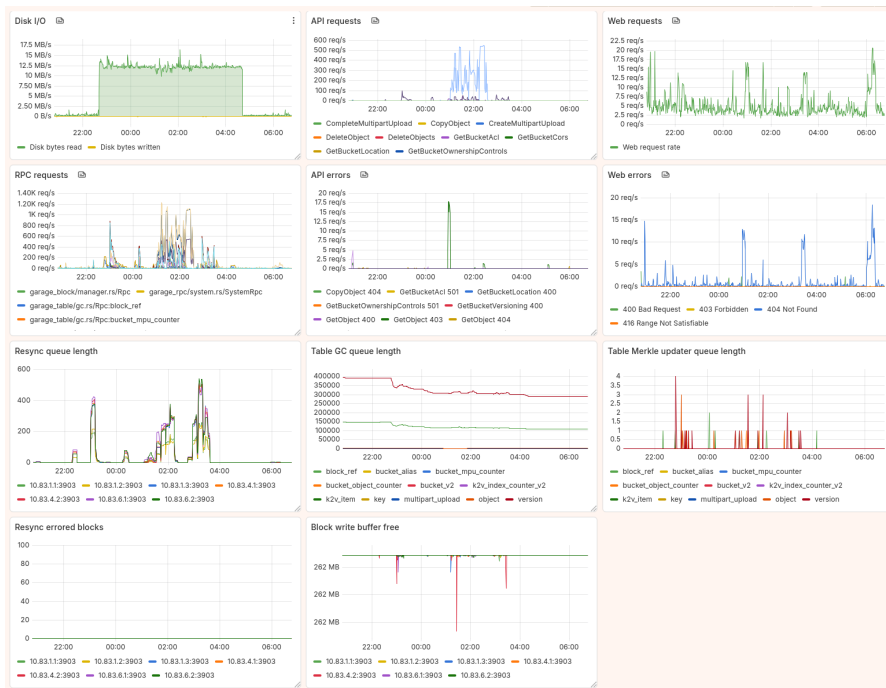 Disk I/O
17.5 MB/s
15 MB/s
12.5 MB/s
10 MB/s
7.50 MB/s
5 MB/s
2.50 MB/s
0 B/s
22:00 00:00 02:00 04:00 06:00
Disk bytes read Disk bytes written
API requests
600 req/s
500 req/s
400 req/s
300 req/s
200 req/s
100 req/s
0 req/s
22:00 00:00 02:00 04:00 06:00
CompleteMultipartUpload CopyObject CreateMultipartUpload
DeleteObject DeleteObjects GetBucketAcl GetBucketCors
GetBucketLocation GetBucketOwnershipControls
Web requests
22.5 req/s
20 req/s
17.5 req/s
15 req/s
12.5 req/s
10 req/s
7.5 req/s
5 req/s
2.5 req/s
0 req/s
22:00 00:00 02:00 04:00 06:00
Web request rate
RPC requests
1.40K req/s
1.20K req/s
1K req/s
800 req/s
600 req/s
400 req/s
200 req/s
0 req/s
22:00 00:00 02:00 04:00 06:00
garage_block/manager.rs/Rpc garage_rpc/system.rs/SystemRpc
garage_table/gc.rs/Rpc:block_ref
garage_table/gc.rs/Rpc:bucket_mpu_counter
API errors
20 req/s
17.5 req/s
15 req/s
12.5 req/s
10 req/s
7.5 req/s
5 req/s
2.5 req/s
0 req/s
22:00 00:00 02:00 04:00 06:00
CopyObject 404 GetBucketAcl 501 GetBucketLocation 400
GetBucketOwnershipControls 501 GetBucketVersioning 400
GetObject 400 GetObject 403 GetObject 404
Web errors
20 req/s
15 req/s
10 req/s
5 req/s
0 req/s
22:00 00:00 02:00 04:00 06:00
400 Bad Request 403 Forbidden 404 Not Found
416 Range Not Satisfiable
Resync queue length
600
400
200
0
22:00 00:00 02:00 04:00 06:00
10.83.1.1:3903 10.83.1.2:3903 10.83.1.3:3903 10.83.4.1:3903
10.83.4.2:3903 10.83.6.1:3903 10.83.6.2:3903
Table GC queue length
400000
350000
300000
250000
200000
150000
100000
50000
0
22:00 00:00 02:00 04:00 06:00
block_ref bucket_alias bucket_mpu_counter
bucket_object_counter bucket_v2 k2v_index_counter_v2
k2v_item key multipart_upload object version
Table Merkle updater queue length
4
3.5
3
2.5
2
1.5
1
0.5
0
22:00 00:00 02:00 04:00 06:00
block_ref bucket_alias bucket_mpu_counter
bucket_object_counter bucket_v2 k2v_index_counter_v2
k2v_item key multipart_upload object version
Resync errored blocks
100
80
60
40
20
0
22:00 00:00 02:00 04:00 06:00
10.83.1.1:3903 10.83.1.2:3903 10.83.1.3:3903 10.83.4.1:3903
10.83.4.2:3903 10.83.6.1:3903 10.83.6.2:3903
Block write buffer free
262 MB
262 MB
262 MB
22:00 00:00 02:00 04:00 06:00
10.83.1.1:3903 10.83.1.2:3903 10.83.1.3:3903 10.83.4.1:3903
10.83.4.2:3903 10.83.6.1:3903 10.83.6.2:3903